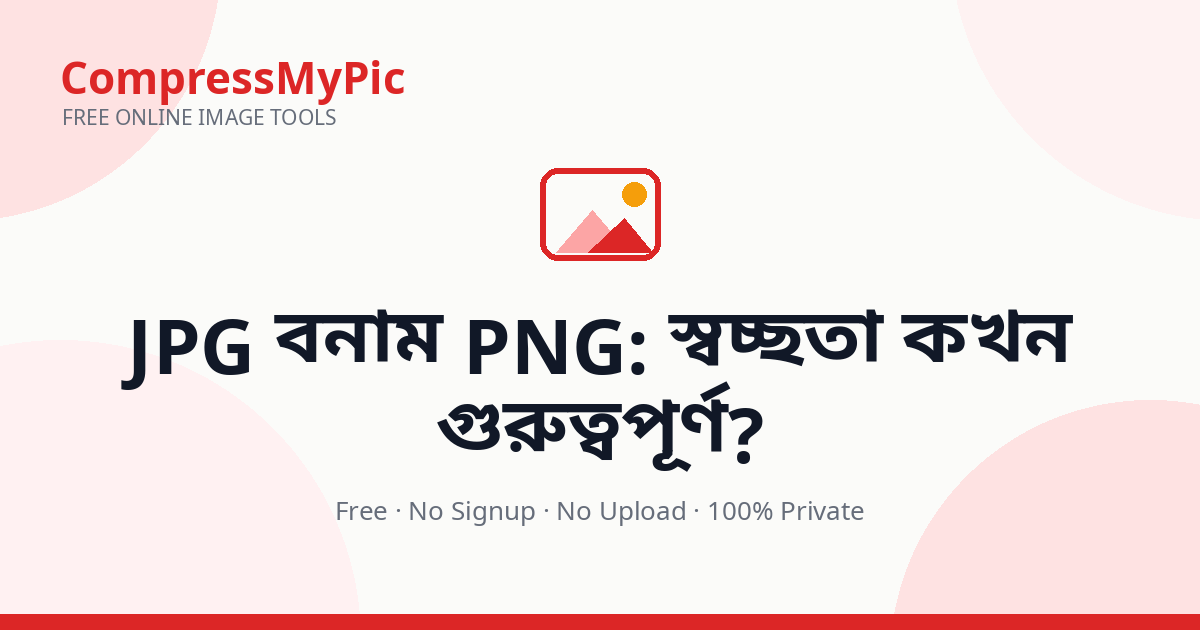 CompressMyPic
FREE ONLINE IMAGE TOOLS
JPG বনাম PNG: স্বচ্ছতা কখন
গুরুত্বপূর্ণ?
Free · No Signup · No Upload · 100% Private